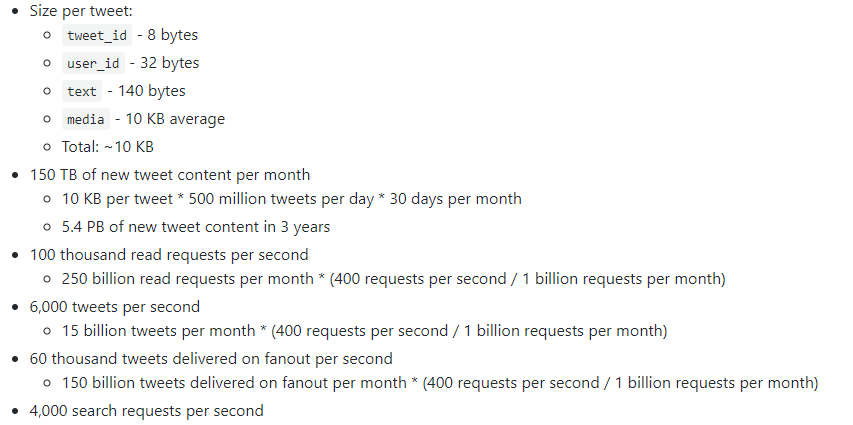 Size per tweet:
tweet_id - 8 bytes
user_id - 32 bytes
text - 140 bytes
media - 10 KB average
Total: ~10 KB
150 TB of new tweet content per month
10 KB per tweet * 500 million tweets per day * 30 days per month
5.4 PB of new tweet content in 3 years
100 thousand read requests per second
250 billion read requests per month * (400 requests per second / 1 billion requests per month)
6,000 tweets per second
15 billion tweets per month * (400 requests per second / 1 billion requests per month)
60 thousand tweets delivered on fanout per second
150 billion tweets delivered on fanout per month * (400 requests per second / 1 billion requests per month)
4,000 search requests per second